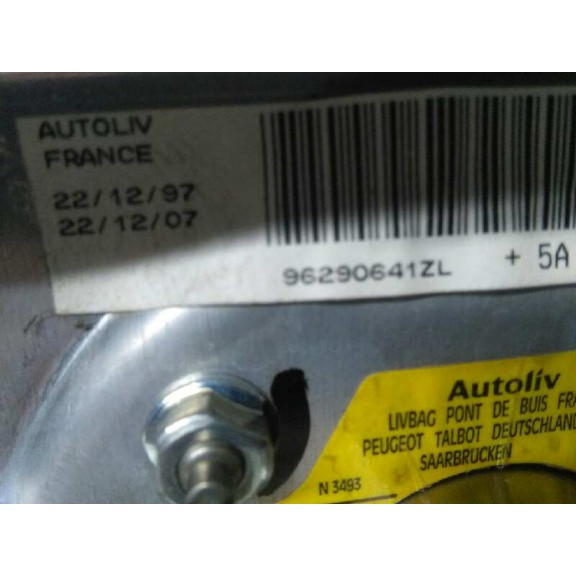 AUTOLIV
FRANCE
22/12/97
22/12/07
96290641ZL + 5A
Autoliv
LIVBAG PONT DE BUIS FRA
PEUGEOT TALBOT DEUTSCHLAND
SAARBRÜCKEN
N 3493